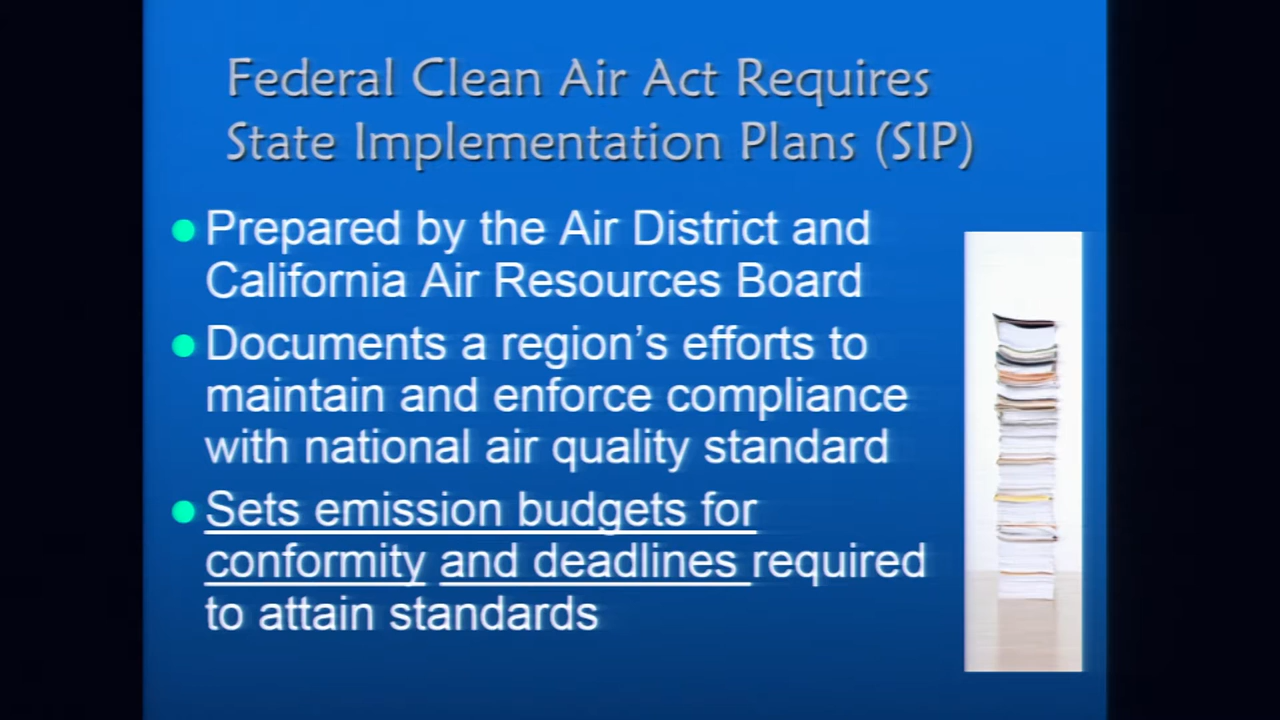 Federal Clean Air Act Requires
State Implementation Plans (SIP)
Prepared by the Air District and
California Air Resources Board
Documents a region's efforts to
maintain and enforce compliance
with national air quality standard
Sets emission budgets for
conformity and deadlines required
to attain standards